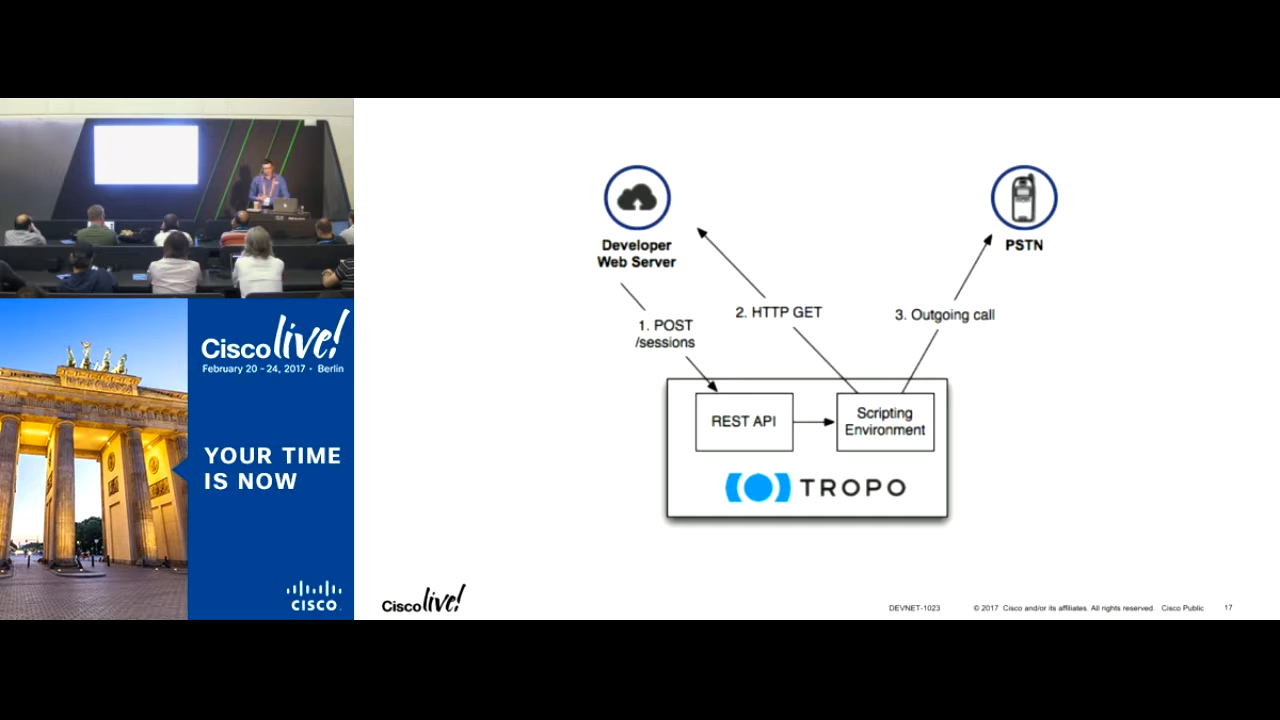 Cisco live!
February 20 - 24, 2017 · Berlin
YOUR TIME
IS NOW
CISCO.
Developer
Web Server
PSTN
1. POST
/sessions
2. HTTP GET
3. Outgoing call
REST API
Scripting
Environment
TROPO
Cisco live!
DEVNET-1023
© 2017 Cisco and/or its affiliates. All rights reserved. Cisco Public
17